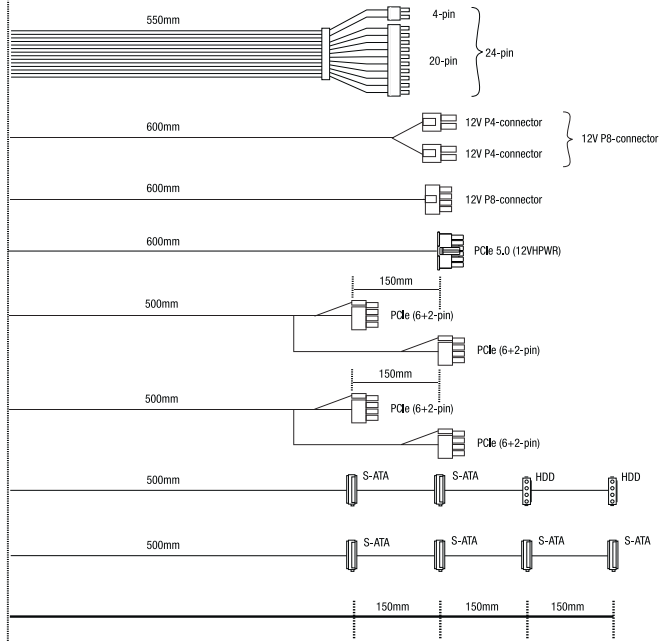 550mm
4-pin
20-pin
24-pin
600mm
12V P4-connector
12V P4-connector
12V P8-connector
600mm
12V P8-connector
600mm
PCIe 5.0 (12VHPWR)
150mm
500mm
PCIe (6+2-pin)
PCIe (6+2-pin)
150mm
500mm
PCIe (6+2-pin)
PCIe (6+2-pin)
500mm
S-ATA
S-ATA
HDD
HDD
500mm
S-ATA
S-ATA
S-ATA
S-ATA
150mm
150mm
150mm